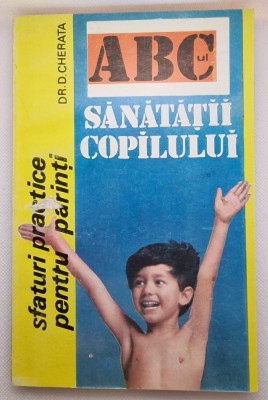 DR. D. CHERATA
ABC
ul
SĂNĂTĂȚII
COPILULUI
sfaturi practice
pentru părinți